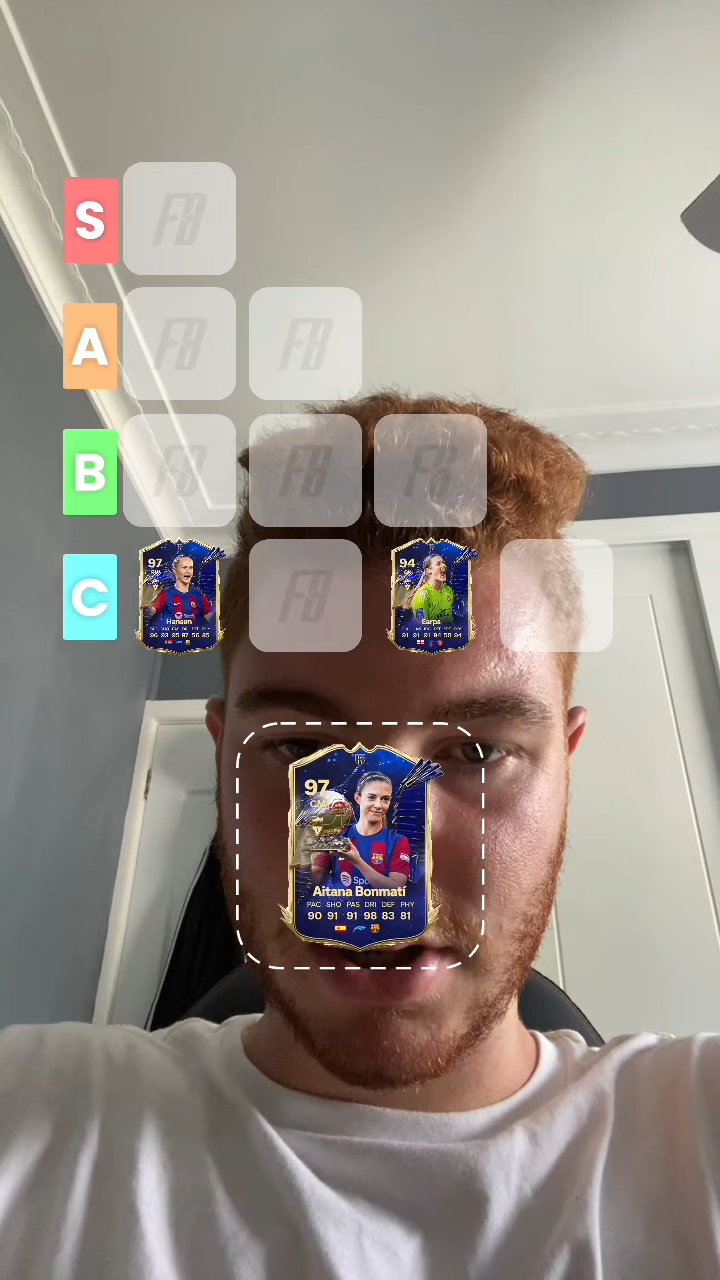 S
A
B
C
97
Hansen
94
Earps
97
CM
Spo
Aitana Bonmatí
PAC SHO PAS DRI DEF PHY
90 91 91 98 83 81